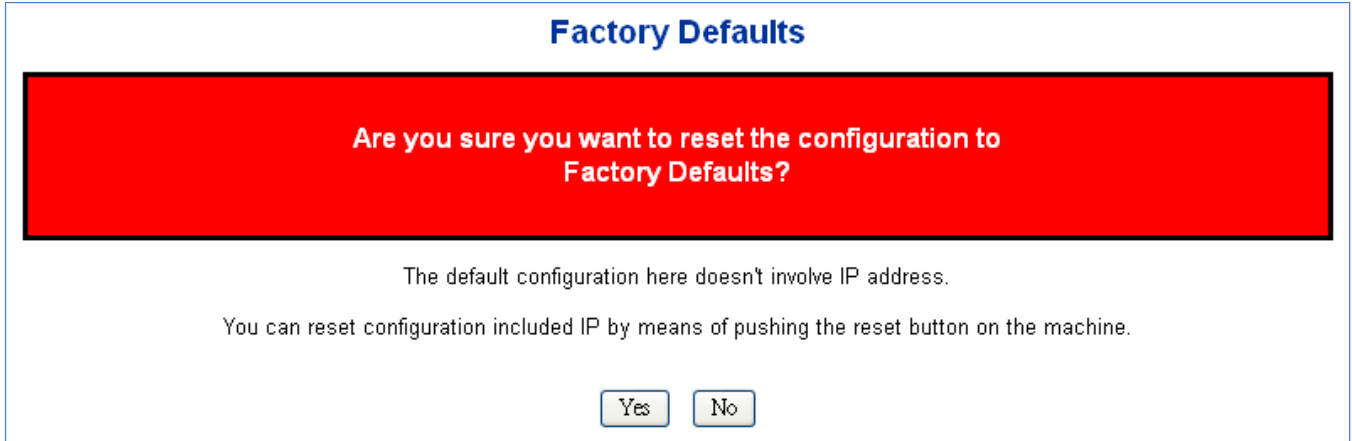 Factory Defaults
Are you sure you want to reset the configuration to
Factory Defaults?
The default configuration here doesn't involve IP address.
You can reset configuration included IP by means of pushing the reset button on the machine.
Yes No